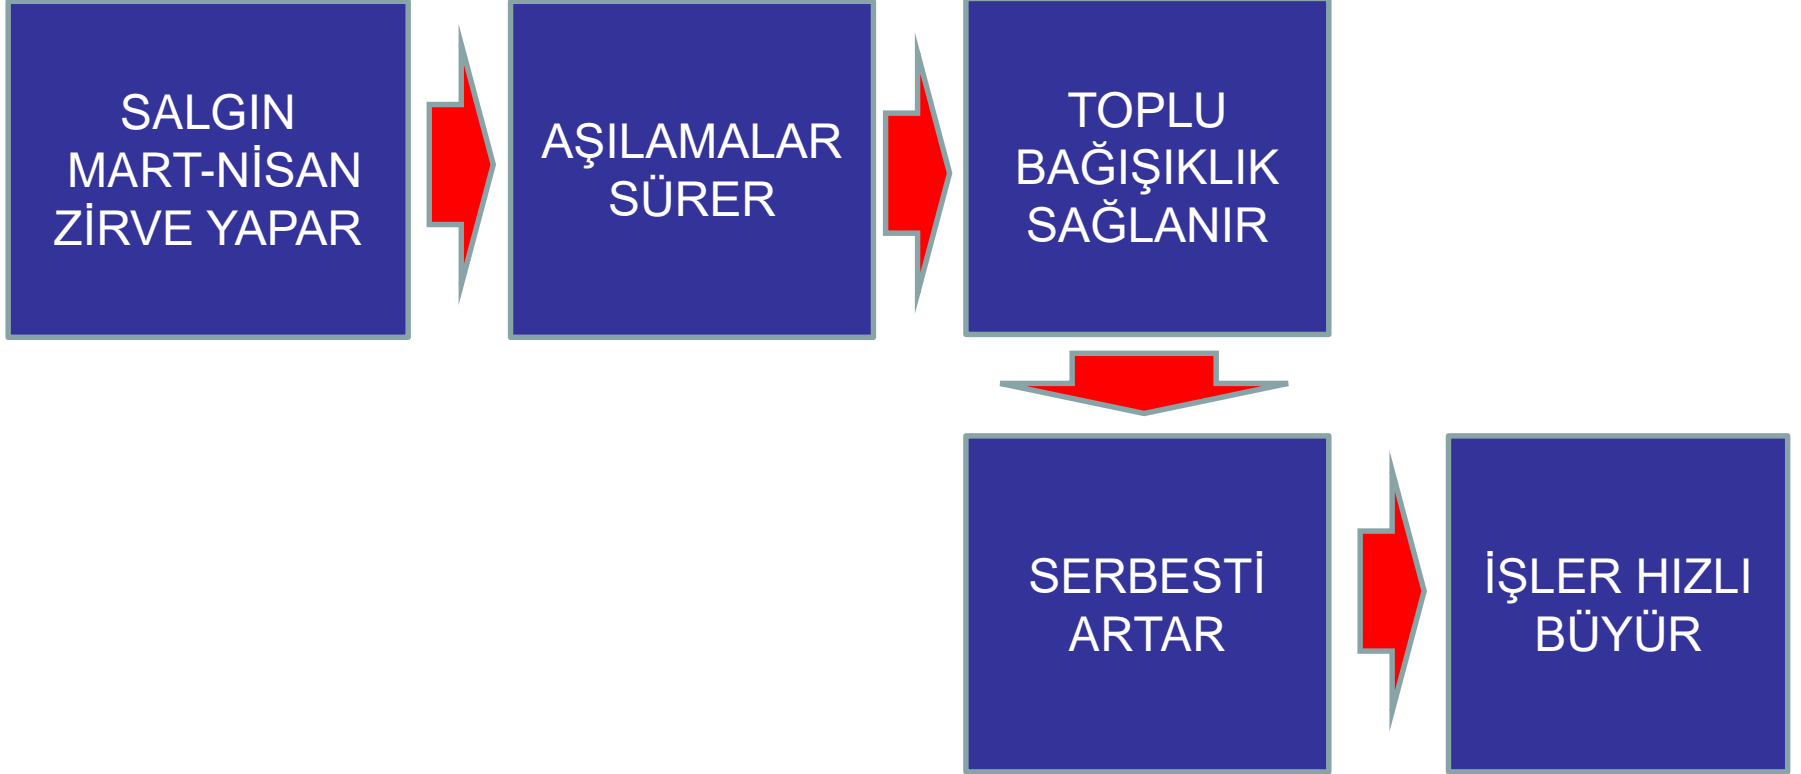 SALGIN
MART-NİSAN
ZİRVE YAPAR
AŞILAMALAR
SÜRER
TOPLU
BAĞIŞIKLIK
SAĞLANIR
SERBESTİ
ARTAR
İŞLER HIZLI
BÜYÜR